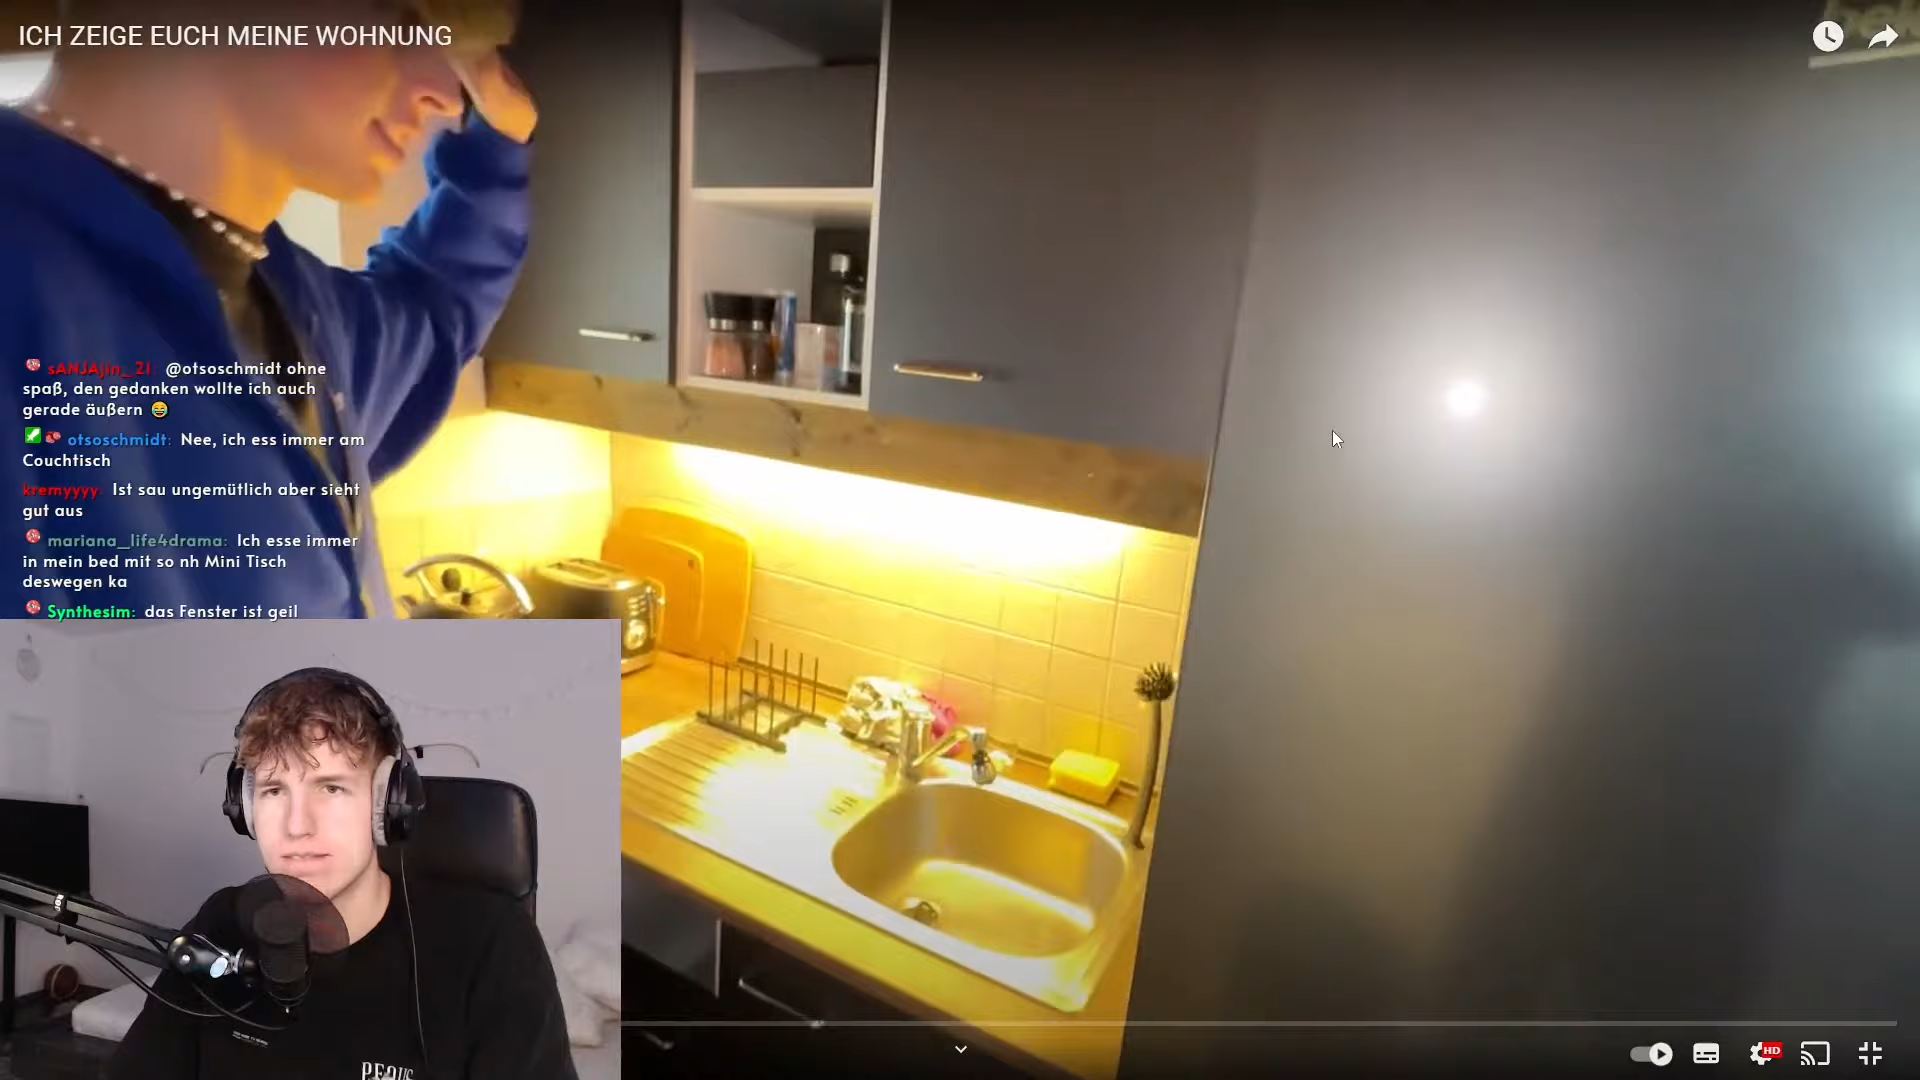 ICH ZEIGE EUCH MEINE WOHNUNG
sANJAjin_21: @otsoschmidt ohne
spaß, den gedanken wollte ich auch
gerade äußern 😄
otsoschmidt: Nee, ich ess immer am
Couchtisch
kremyyyy: Ist sau ungemütlich aber sieht
gut aus
mariana_life4drama: Ich esse immer
in mein bed mit so nh Mini Tisch
deswegen ka
Synthesim: das Fenster ist geil
HD